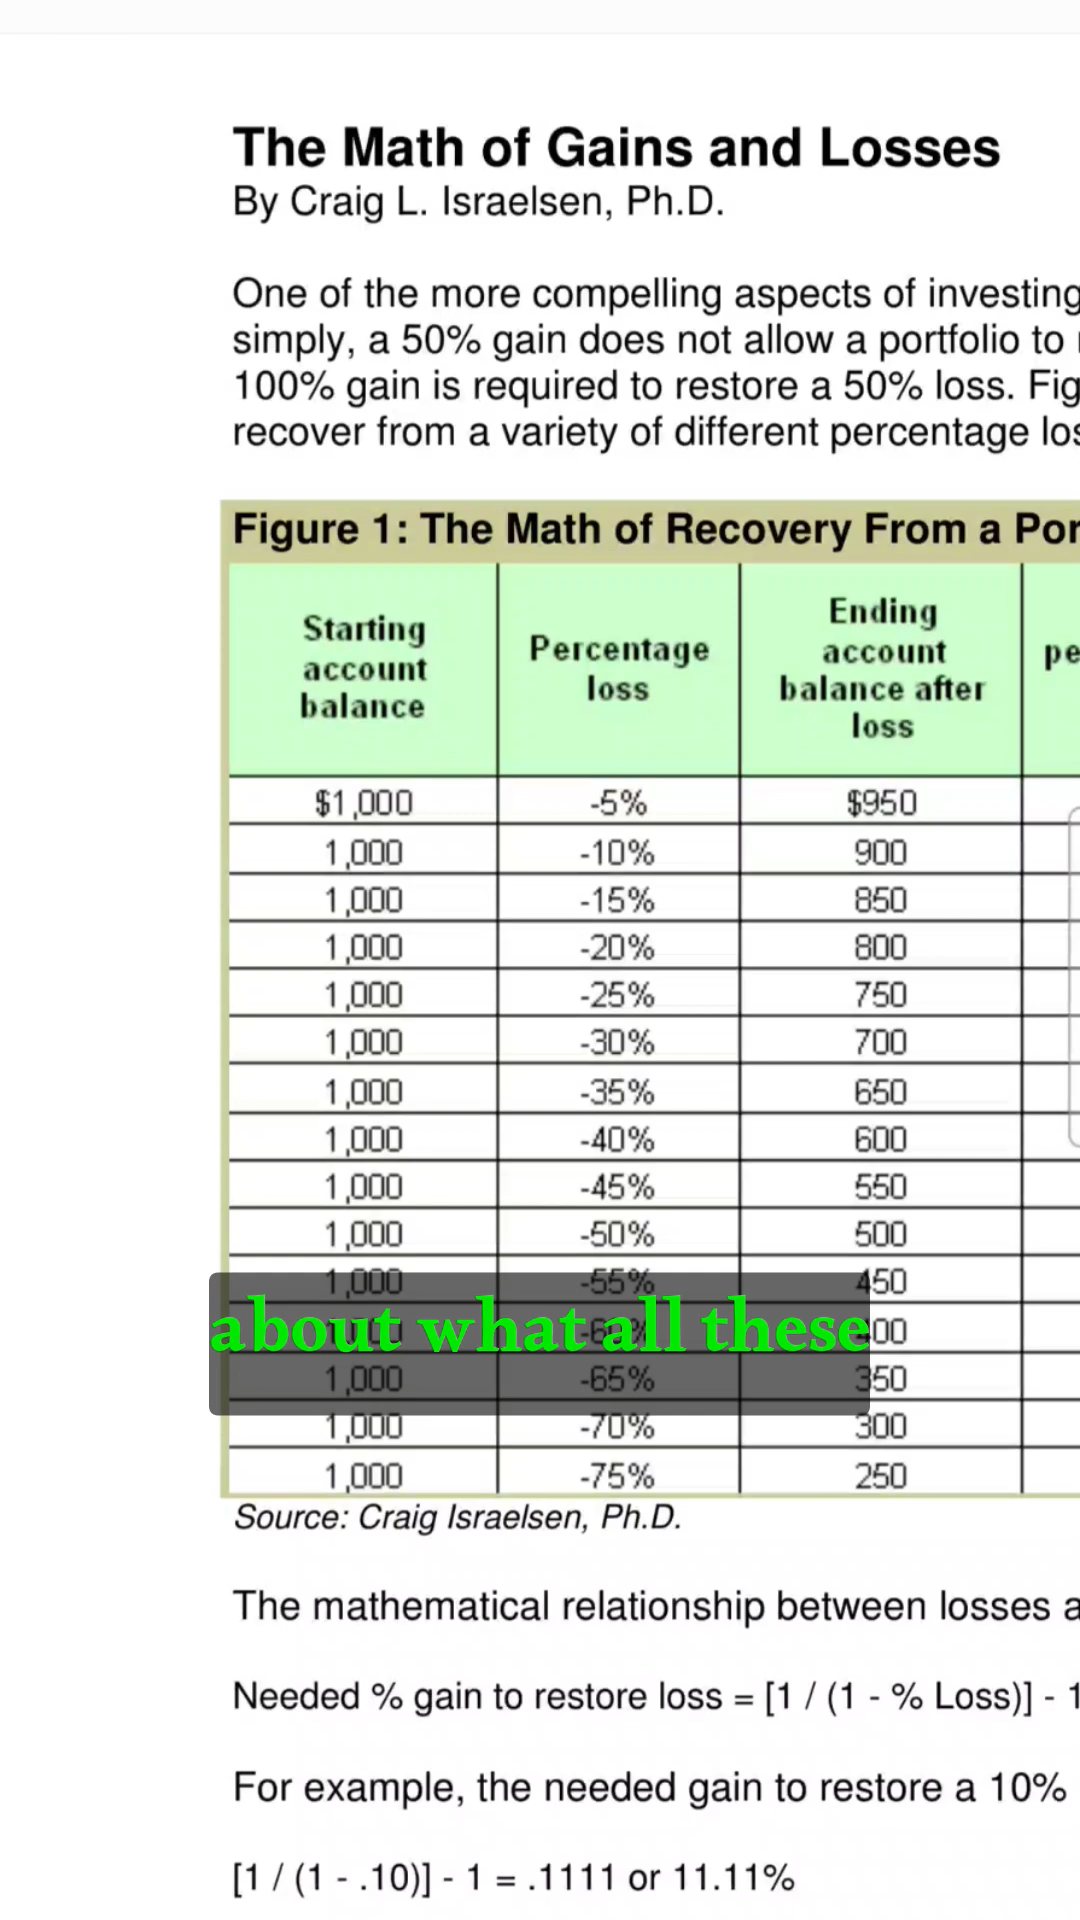 The Math of Gains and Losses
By Craig L. Israelsen, Ph.D.
One of the more compelling aspects of investing
simply, a 50% gain does not allow a portfolio to
100% gain is required to restore a 50% loss. Fig
recover from a variety of different percentage los
Figure 1: The Math of Recovery From a Por
Starting account balance | Percentage loss | Ending account balance after loss | pe
$1,000 -5% $950
1,000 -10% 900
1,000 -15% 850
1,000 -20% 800
1,000 -25% 750
1,000 -30% 700
1,000 -35% 650
1,000 -40% 600
1,000 -45% 550
1,000 -50% 500
1,000 -55% 450
about what all these
1,000 -65% 350
1,000 -70% 300
1,000 -75% 250
Source: Craig Israelsen, Ph.D.
The mathematical relationship between losses a
Needed % gain to restore loss = [1 / (1 - % Loss)] - 1
For example, the needed gain to restore a 10%
[1 / (1 - .10)] - 1 = .1111 or 11.11%